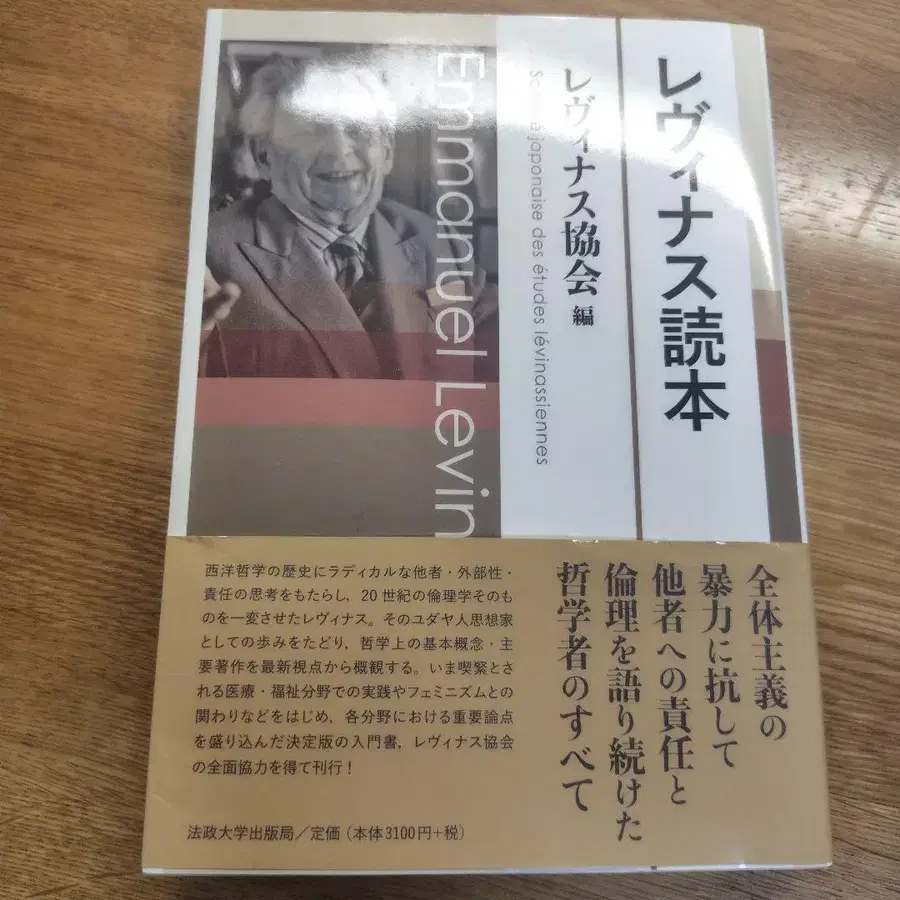 レヴィナス読本
レヴィナス協会 編
japonaise des études lévinassiennes
Emmanuel Levin
全体主義の
暴力に抗して
他者への責任と
倫理を語り続けた
哲学者のすべて
西洋哲学の歴史にラディカルな他者・外部性・
責任の思考をもたらし，20世紀の倫理学そのも
のを一変させたレヴィナス。そのユダヤ人思想家
としての歩みをたどり，哲学上の基本概念・主
要著作を最新視点から概観する。いま喫緊とさ
れる医療・福祉分野での実践やフェミニズムとの
関わりなどをはじめ，各分野における重要論点
を盛り込んだ決定版の入門書，レヴィナス協会
の全面協力を得て刊行！
法政大学出版局／定価（本体3100円+税）